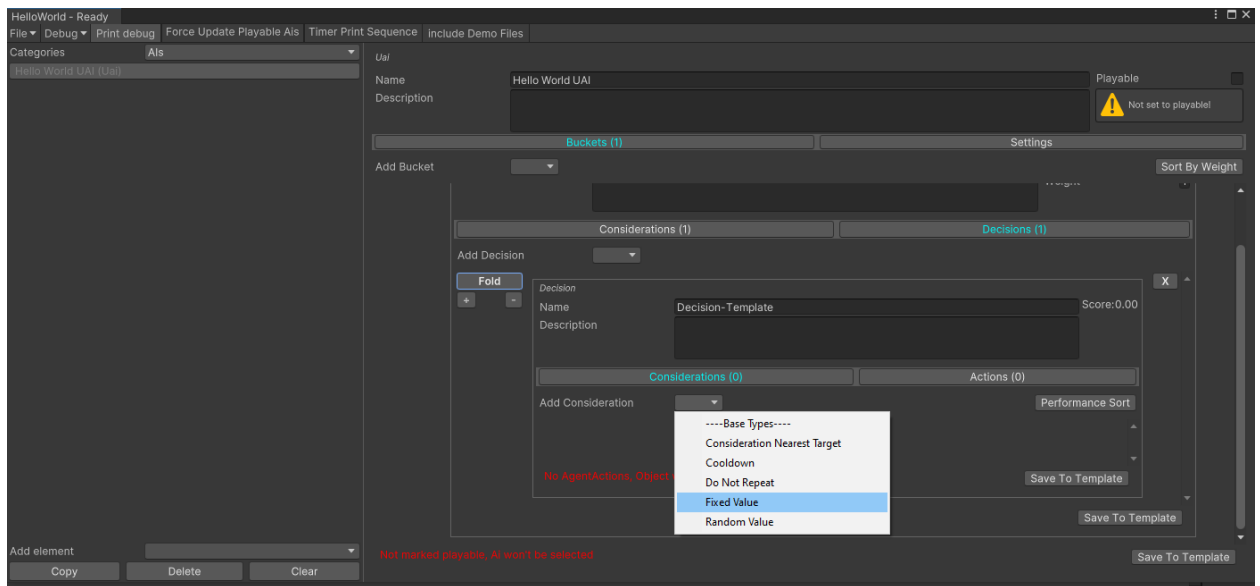 HelloWorld - Ready
File Debug Print debug Force Update Playable Ais Timer Print Sequence include Demo Files
Categories AIs
Hello World UAI (Uai)
Uai
Name Hello World UAI Playable
Description Not set to playable!
Buckets (1) Settings
Add Bucket Sort By Weight
Weight
Considerations (1) Decisions (1)
Add Decision
Fold X
+ -
Decision
Name Decision-Template Score:0.00
Description
Considerations (0) Actions (0)
Add Consideration Performance Sort
----Base Types----
Consideration Nearest Target
Cooldown
Do Not Repeat
Fixed Value
Random Value
No AgentActions, Object
Save To Template
Save To Template
Add element
Not marked playable, Ai won't be selected
Save To Template
Copy Delete Clear